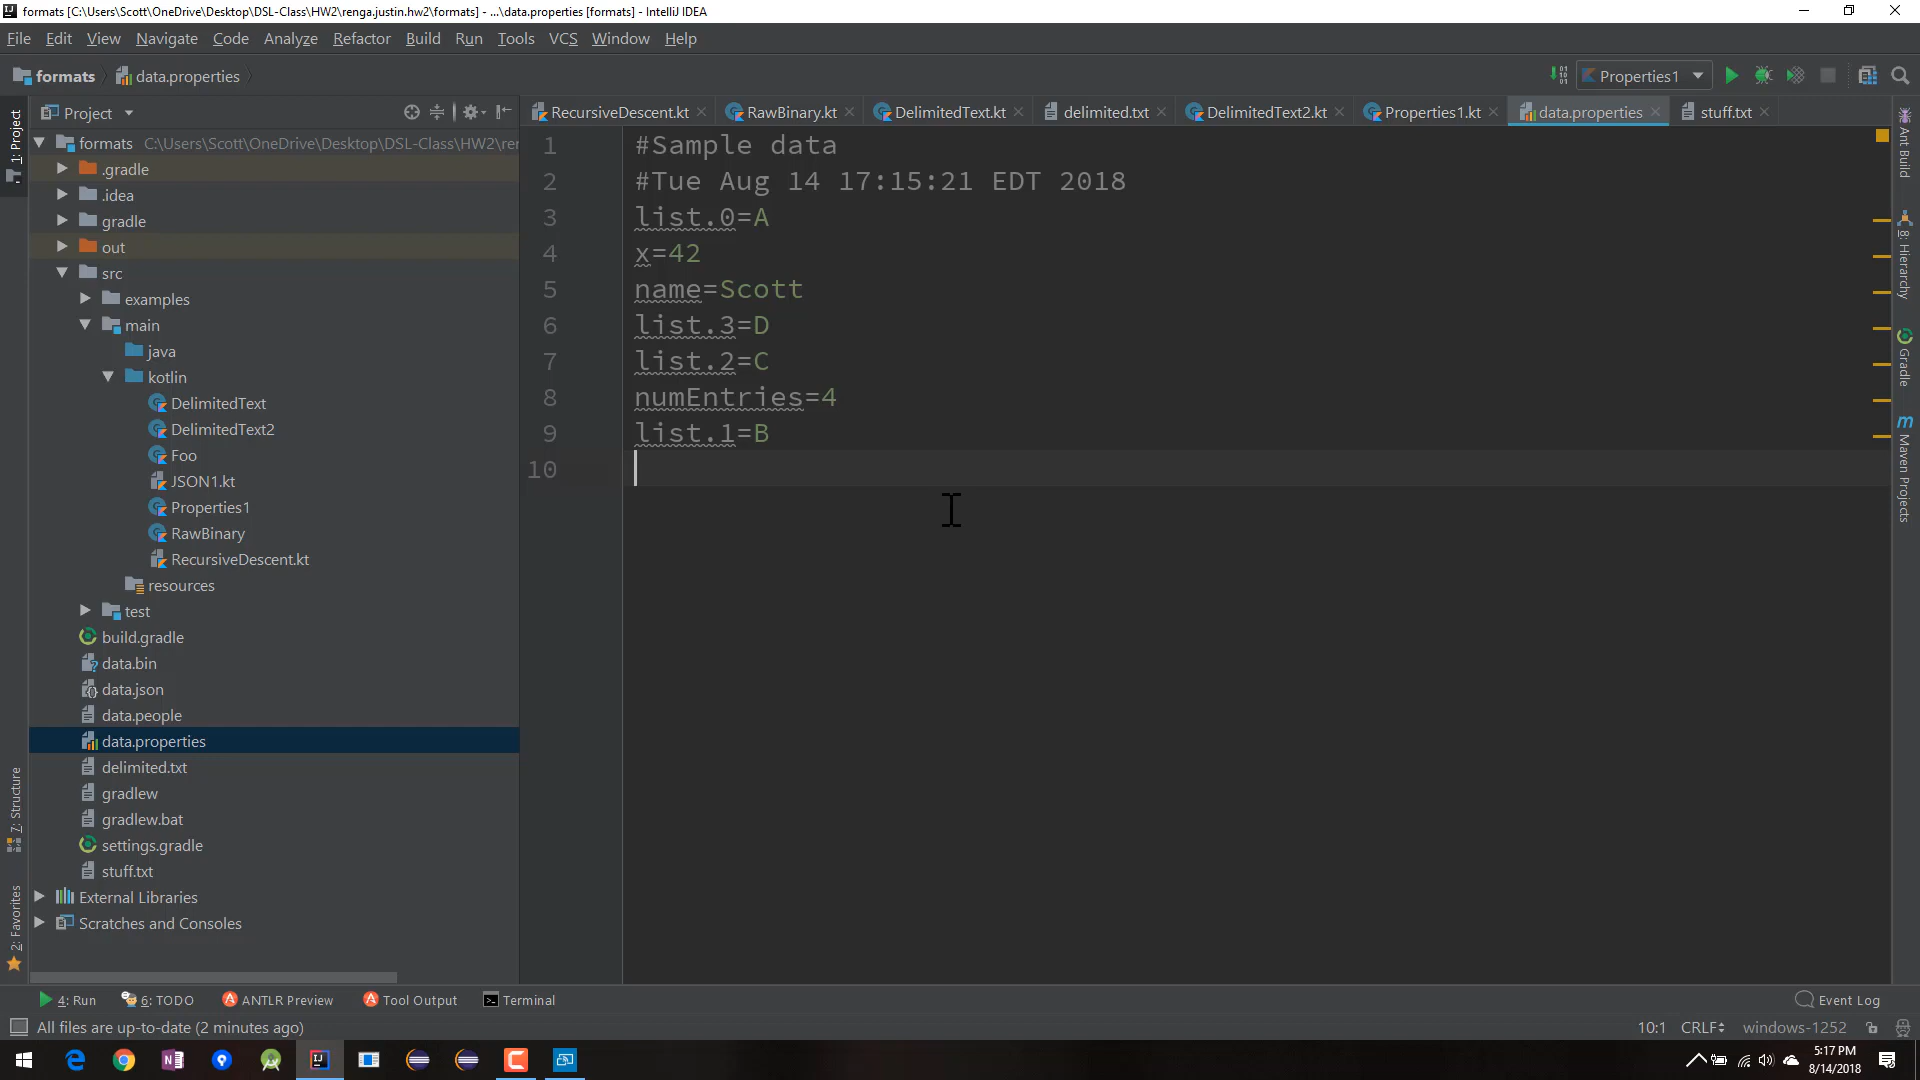 formats [C:\Users\Scott\OneDrive\Desktop\DSL-Class\HW2\renga.justin.hw2\formats] - ...\data.properties [formats] - IntelliJ IDEA
File Edit View Navigate Code Analyze Refactor Build Run Tools VCS Window Help
formats data.properties Properties1
Project RecursiveDescent.kt RawBinary.kt DelimitedText.kt delimited.txt DelimitedText2.kt Properties1.kt data.properties stuff.txt
1: Project
7: Structure
2: Favorites
formats C:\Users\Scott\OneDrive\Desktop\DSL-Class\HW2\rer
.gradle
.idea
gradle
out
src
examples
main
java
kotlin
DelimitedText
DelimitedText2
Foo
JSON1.kt
Properties1
RawBinary
RecursiveDescent.kt
resources
test
build.gradle
data.bin
data.json
data.people
data.properties
delimited.txt
gradlew
gradlew.bat
settings.gradle
stuff.txt
External Libraries
Scratches and Consoles
1 #Sample data
2 #Tue Aug 14 17:15:21 EDT 2018
3 list.0=A
4 x=42
5 name=Scott
6 list.3=D
7 list.2=C
8 numEntries=4
9 list.1=B
10
Ant Build
8: Hierarchy
Gradle
Maven Projects
4: Run 6: TODO ANTLR Preview Tool Output Terminal Event Log
All files are up-to-date (2 minutes ago) 10:1 CRLF windows-1252
5:17 PM
8/14/2018